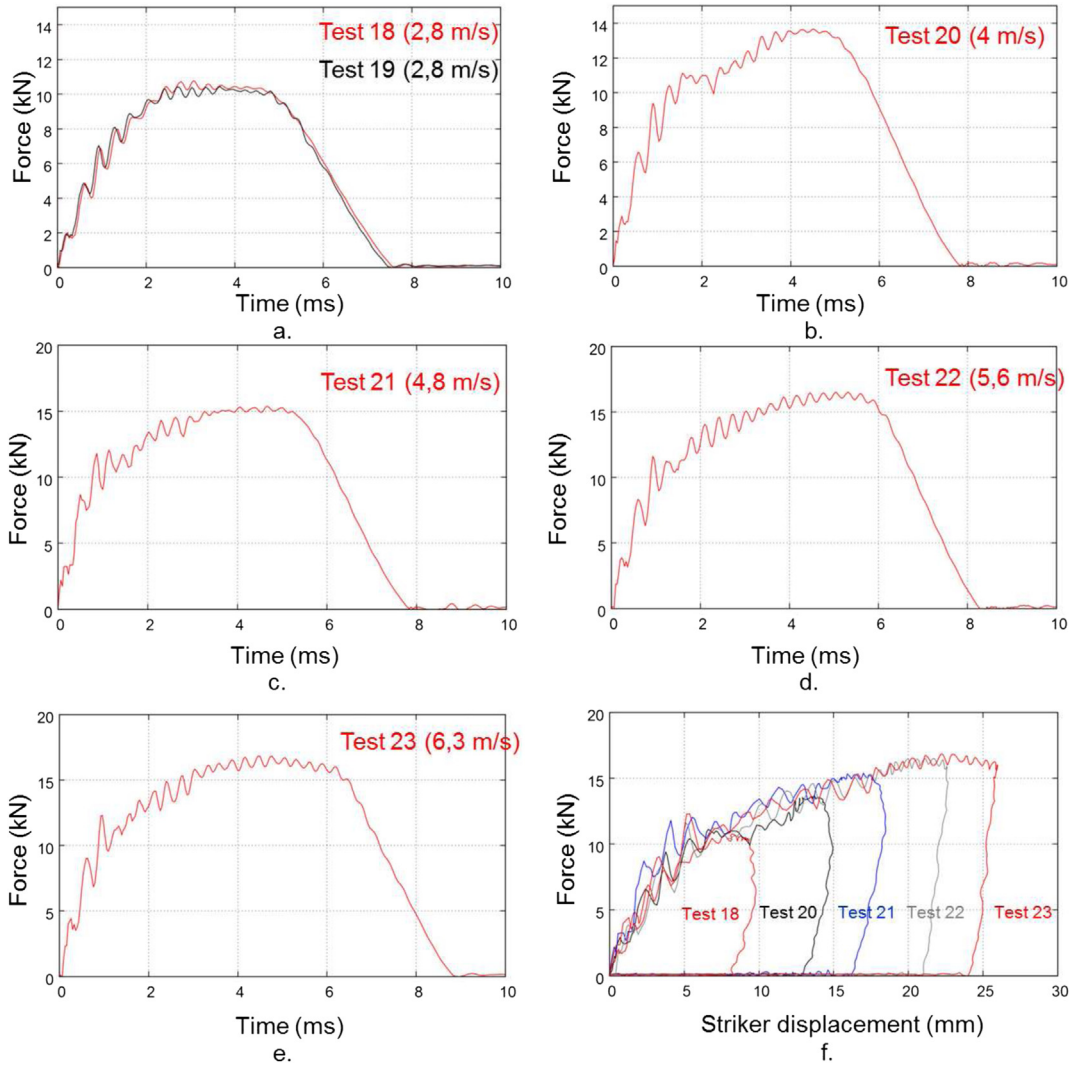 14
12
10
8
6
4
2
0
Force (kN)
Test 18 (2,8 m/s)
Test 19 (2,8 m/s)
0 2 4 6 8 10
Time (ms)
a.
14
12
10
8
6
4
2
0
Force (kN)
Test 20 (4 m/s)
0 2 4 6 8 10
Time (ms)
b.
20
15
10
5
0
Force (kN)
Test 21 (4,8 m/s)
0 2 4 6 8 10
Time (ms)
c.
20
15
10
5
0
Force (kN)
Test 22 (5,6 m/s)
0 2 4 6 8 10
Time (ms)
d.
20
15
10
5
0
Force (kN)
Test 23 (6,3 m/s)
0 2 4 6 8 10
Time (ms)
e.
20
15
10
5
0
Force (kN)
Test 18 Test 20 Test 21 Test 22 Test 23
0 5 10 15 20 25 30
Striker displacement (mm)
f.